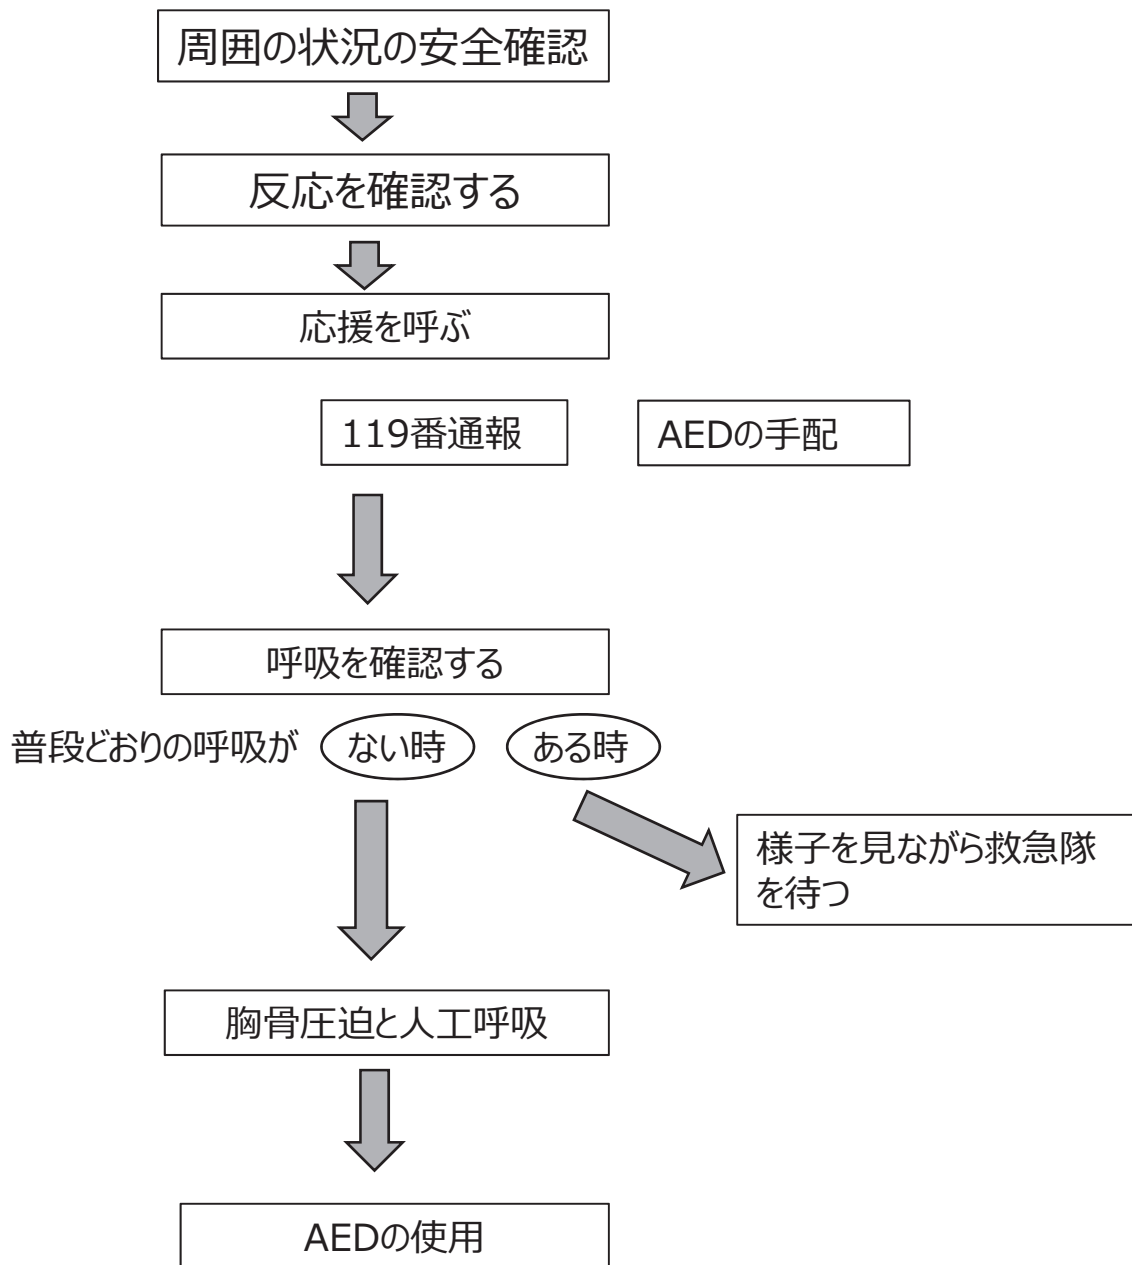 周囲の状況の安全確認
反応を確認する
応援を呼ぶ
119番通報
AEDの手配
呼吸を確認する
普段どおりの呼吸が ない時 ある時
様子を見ながら救急隊
を待つ
胸骨圧迫と人工呼吸
AEDの使用